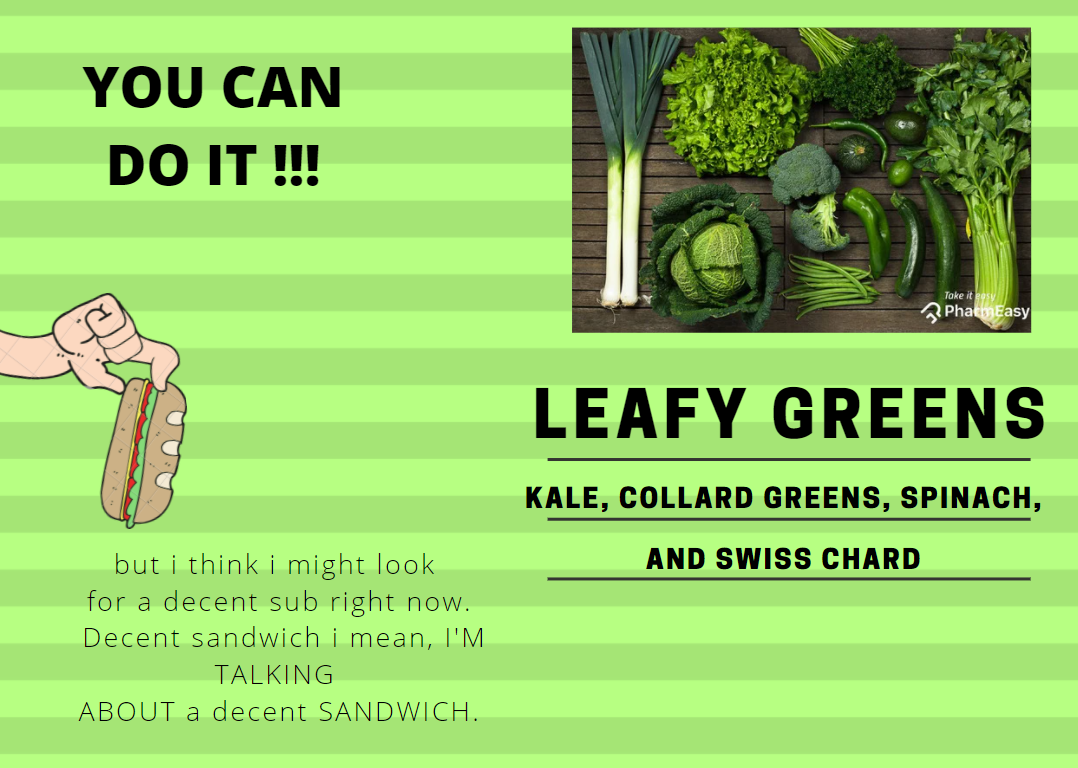 YOU CAN
DO IT !!!
but i think i might look
for a decent sub right now.
Decent sandwich i mean, I'M
TALKING
ABOUT a decent SANDWICH.
Take it easy
PharmEasy
LEAFY GREENS
KALE, COLLARD GREENS, SPINACH,
AND SWISS CHARD